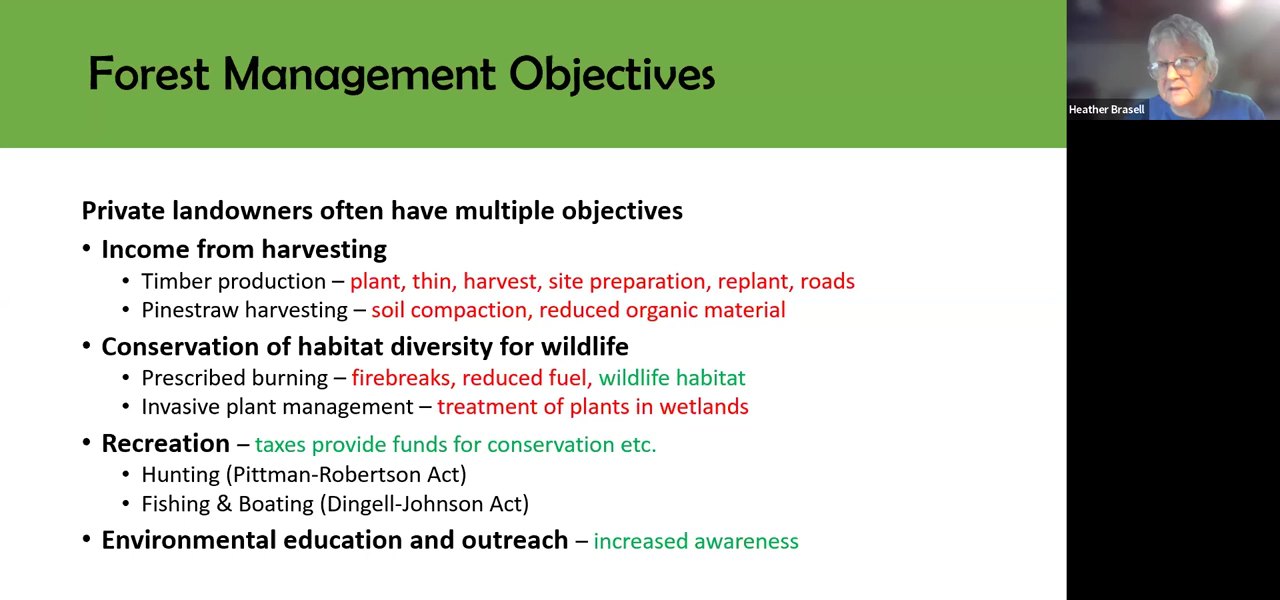 Forest Management Objectives
Heather Brasell
Private landowners often have multiple objectives
• Income from harvesting
• Timber production – plant, thin, harvest, site preparation, replant, roads
• Pinestraw harvesting – soil compaction, reduced organic material
• Conservation of habitat diversity for wildlife
• Prescribed burning – firebreaks, reduced fuel, wildlife habitat
• Invasive plant management – treatment of plants in wetlands
• Recreation – taxes provide funds for conservation etc.
• Hunting (Pittman-Robertson Act)
• Fishing & Boating (Dingell-Johnson Act)
• Environmental education and outreach – increased awareness